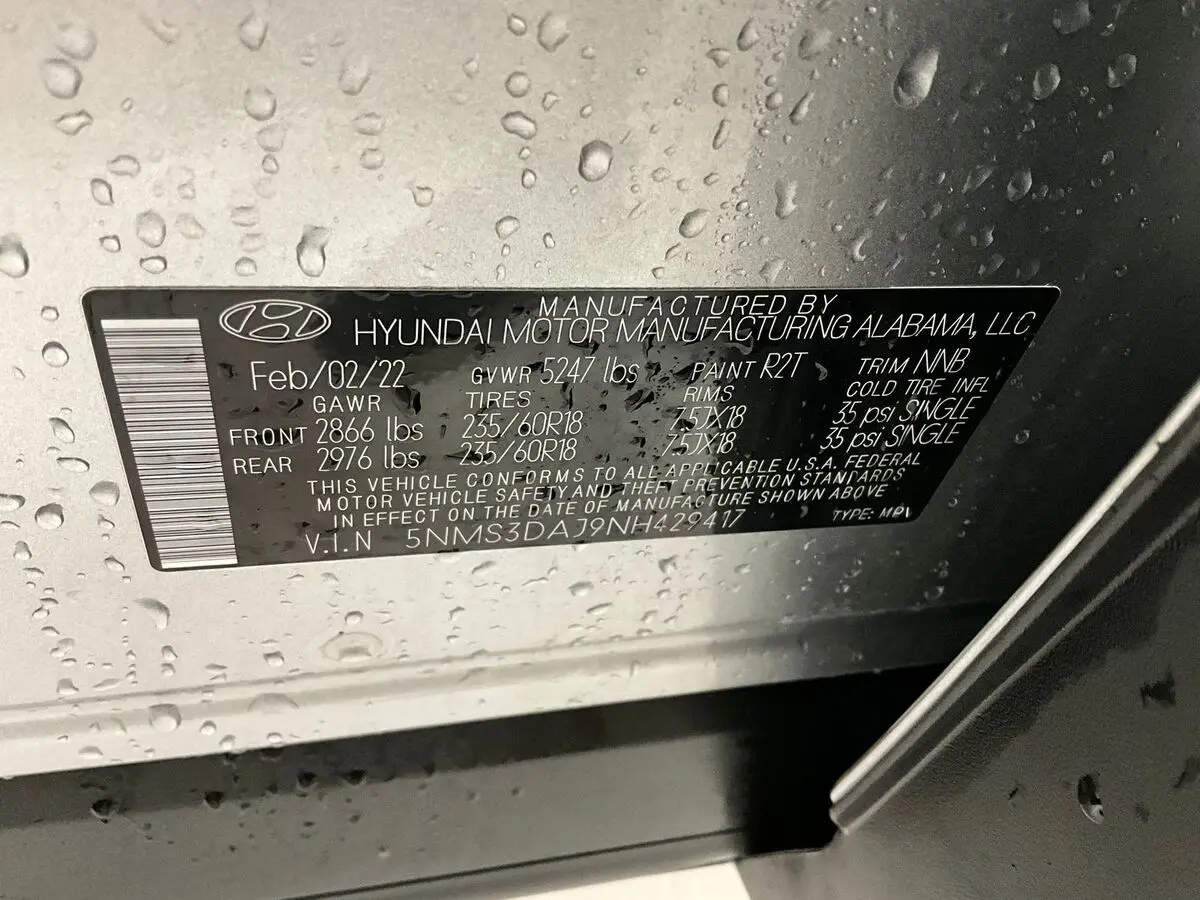 MANUFACTURED BY
HYUNDAI MOTOR MANUFACTURING ALABAMA, LLC
Feb/02/22 GVWR 5247 lbs PAINT R2T TRIM NNB
GAWR TIRES RIMS COLD TIRE INFL
FRONT 2866 lbs 235/60R18 7.5JX18 35 psi SINGLE
REAR 2976 lbs 235/60R18 7.5JX18 35 psi SINGLE
THIS VEHICLE CONFORMS TO ALL APPLICABLE U.S.A. FEDERAL
MOTOR VEHICLE SAFETY AND THEFT PREVENTION STANDARDS
IN EFFECT ON THE DATE OF MANUFACTURE SHOWN ABOVE
V.I.N 5NMS3DAJ9NH429417 TYPE: MPV